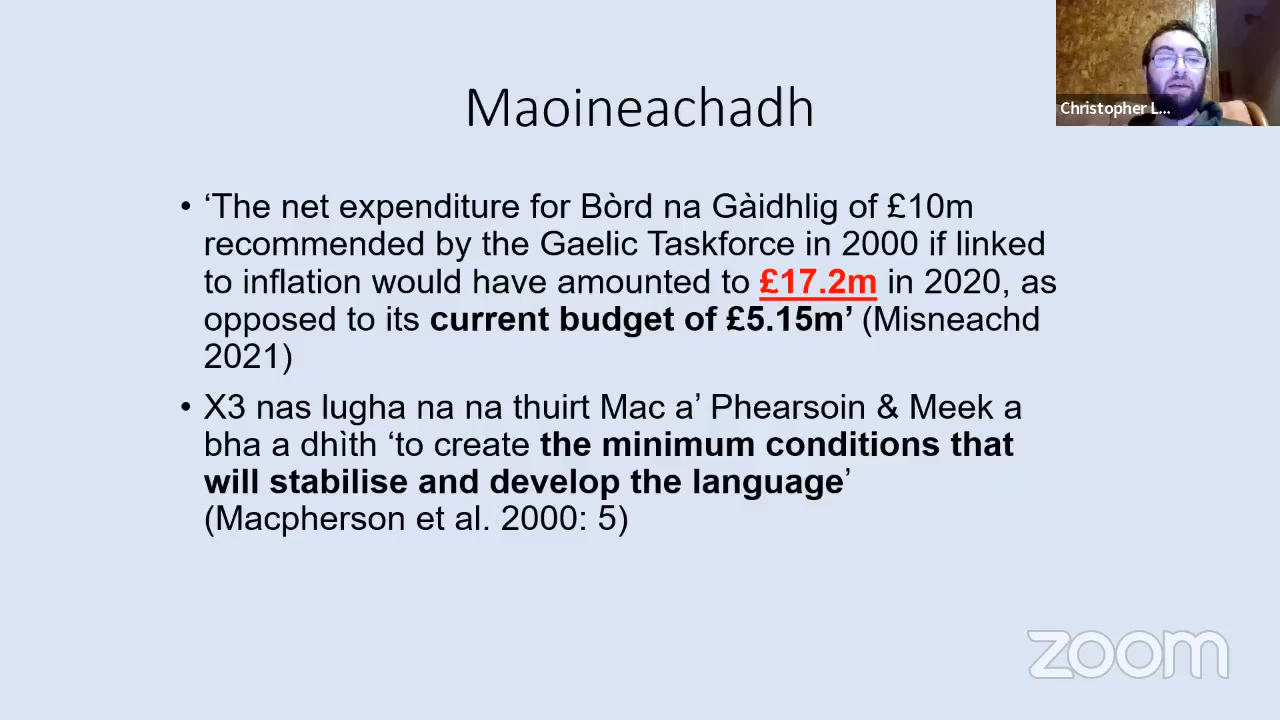 Maoineachadh
Christopher L...
• ‘The net expenditure for Bòrd na Gàidhlig of £10m
recommended by the Gaelic Taskforce in 2000 if linked
to inflation would have amounted to £17.2m in 2020, as
opposed to its current budget of £5.15m’ (Misneachd
2021)
• X3 nas lugha na na thuirt Mac a’ Phearsoin & Meek a
bha a dhìth ‘to create the minimum conditions that
will stabilise and develop the language’
(Macpherson et al. 2000: 5)
zoom